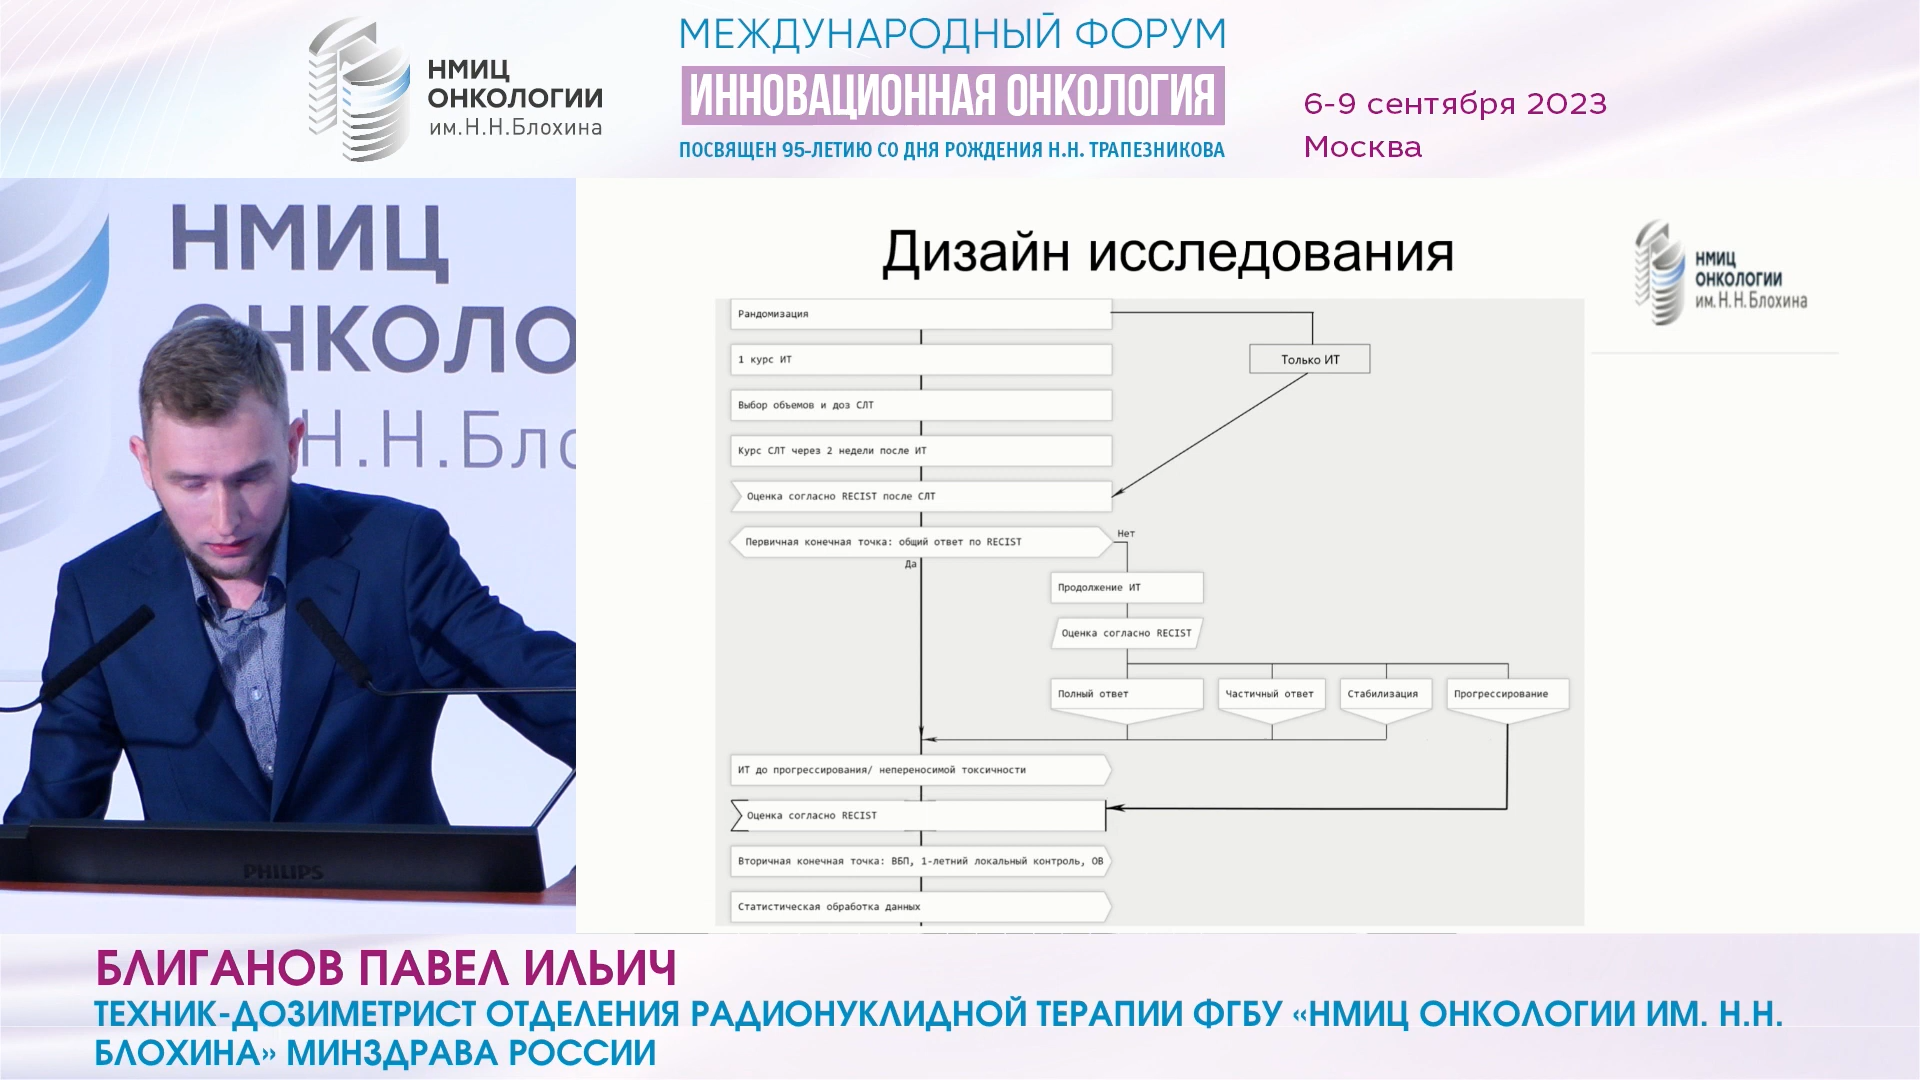 НМИЦ
ОНКОЛОГИИ
им.Н.Н.Блохина
МЕЖДУНАРОДНЫЙ ФОРУМ
ИННОВАЦИОННАЯ ОНКОЛОГИЯ
ПОСВЯЩЕН 95-ЛЕТИЮ СО ДНЯ РОЖДЕНИЯ Н.Н. ТРАПЕЗНИКОВА
6-9 сентября 2023
Москва
НМИЦ
ОНКОЛО
Н.Н.Бло
PHILIPS
Дизайн исследования
НМИЦ
ОНКОЛОГИИ
им. Н. Н. Блохина
Рандомизация
Только ИТ
1 курс ИТ
Выбор объемов и доз СЛТ
Курс СЛТ через 2 недели после ИТ
Оценка согласно RECIST после СЛТ
Первичная конечная точка: общий ответ по RECIST
Нет
Да
Продолжение ИТ
Оценка согласно RECIST
Полный ответ
Частичный ответ
Стабилизация
Прогрессирование
ИТ до прогрессирования/ непереносимой токсичности
Оценка согласно RECIST
Вторичная конечная точка: ВБП, 1-летний локальный контроль, ОВ
Статистическая обработка данных
БЛИГАНОВ ПАВЕЛ ИЛЬИЧ
ТЕХНИК-ДОЗИМЕТРИСТ ОТДЕЛЕНИЯ РАДИОНУКЛИДНОЙ ТЕРАПИИ ФГБУ «НМИЦ ОНКОЛОГИИ ИМ. Н.Н.
БЛОХИНА» МИНЗДРАВА РОССИИ